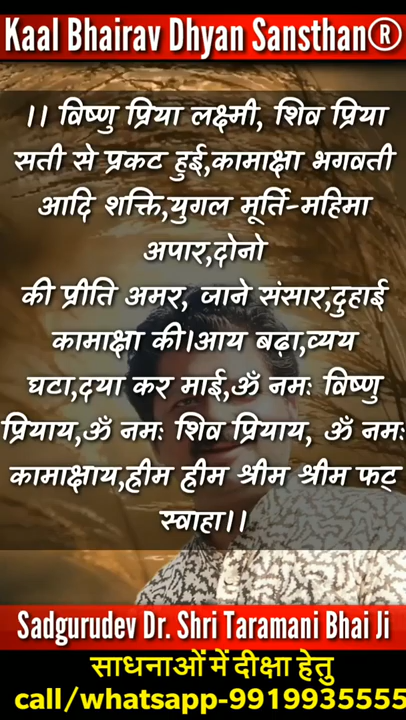 Kaal Bhairav Dhyan Sansthan®
।। विष्णु प्रिया लक्ष्मी, शिव प्रिया
सती से प्रकट हुई,कामाक्षा भगवती
आदि शक्ति,युगल मूर्ति-महिमा
अपार,दोनो
की प्रीति अमर, जाने संसार,दुहाई
कामाक्षा की।आय बढ़ा,व्यय
घटा,दया कर माई,ॐ नमः विष्णु
प्रियाय,ॐ नमः शिव प्रियाय, ॐ नमः
कामाक्षाय,ह्रीम ह्रीम श्रीम श्रीम फट्
स्वाहा।।
Sadgurudev Dr. Shri Taramani Bhai Ji
साधनाओं में दीक्षा हेतु
call/whatsapp-9919935555